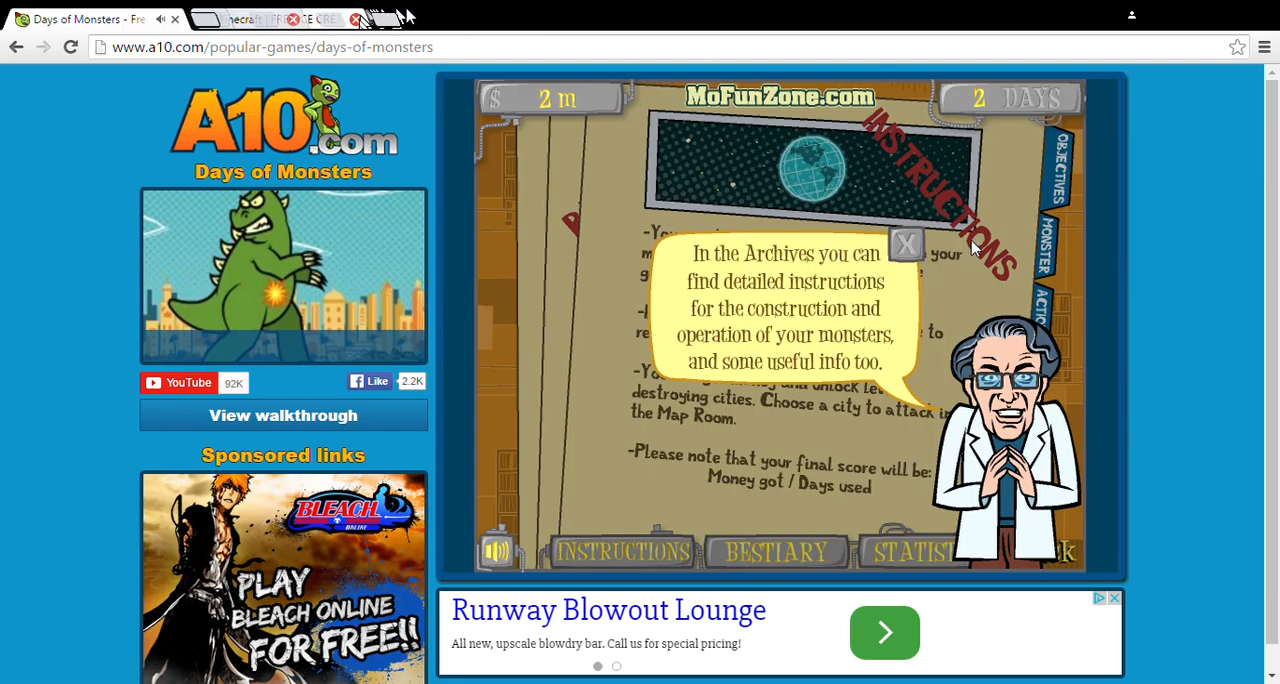 Days of Monsters - Fre
www.a10.com/popular-games/days-of-monsters
A10.com
Days of Monsters
YouTube 92K
Like 2.2K
View walkthrough
Sponsored links
BLEACH
ONLINE
PLAY
BLEACH ONLINE
FOR FREE!!
$ 2 m
MoFunZone.com
2 DAYS
INSTRUCTIONS
OBJECTIVES
MONSTER
In the Archives you can
find detailed instructions
for the construction and
operation of your monsters,
and some useful info too.
X
your
to
destroying cities. Choose a city to attack in
the Map Room.
-Please note that your final score will be:
Money got / Days used
INSTRUCTIONS
BESTIARY
STATIST
k
Runway Blowout Lounge
All new, upscale blowdry bar. Call us for special pricing!